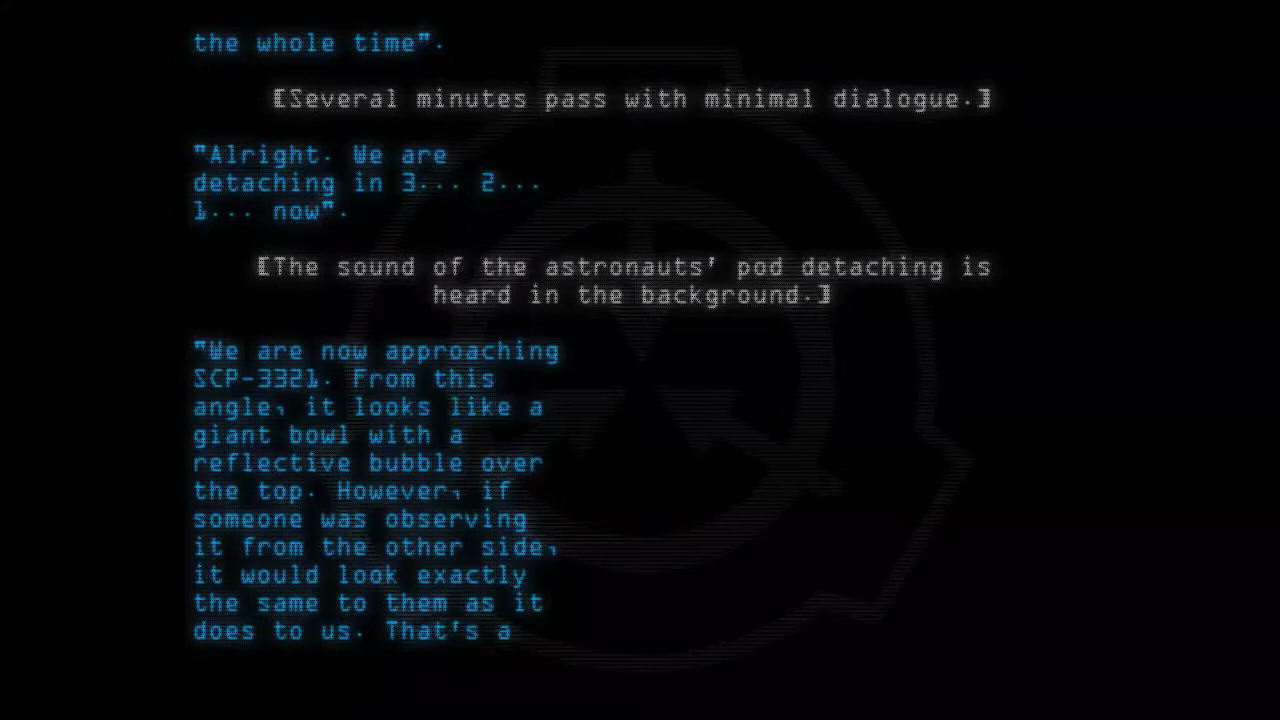 the whole time".
[Several minutes pass with minimal dialogue.]
"Alright. We are
detaching in 3... 2...
1... now".
[The sound of the astronauts' pod detaching is
heard in the background.]
"We are now approaching
SCP-3321. From this
angle, it looks like a
giant bowl with a
reflective bubble over
the top. However, if
someone was observing
it from the other side,
it would look exactly
the same to them as it
does to us. That's a